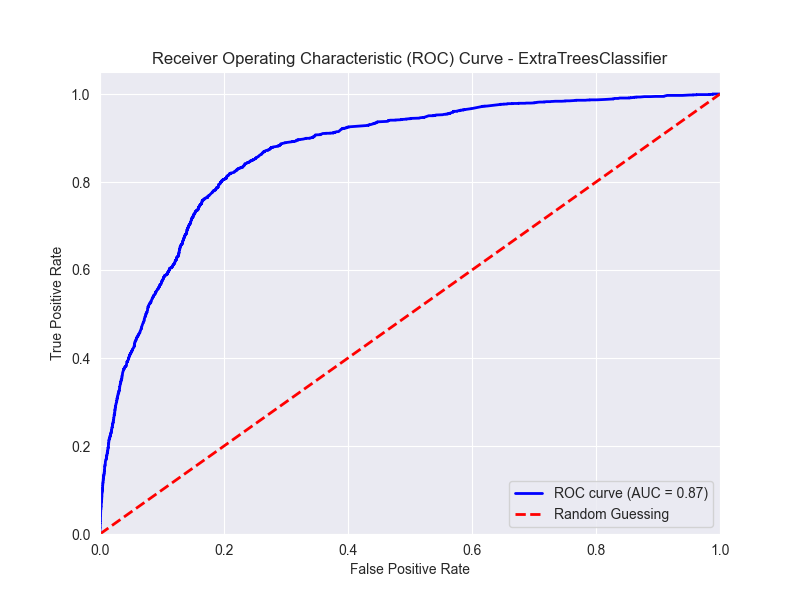 Receiver Operating Characteristic (ROC) Curve - ExtraTreesClassifier
1.0
0.8
0.6
0.4
0.2
0.0
True Positive Rate
ROC curve (AUC = 0.87)
Random Guessing
0.0 0.2 0.4 0.6 0.8 1.0
False Positive Rate